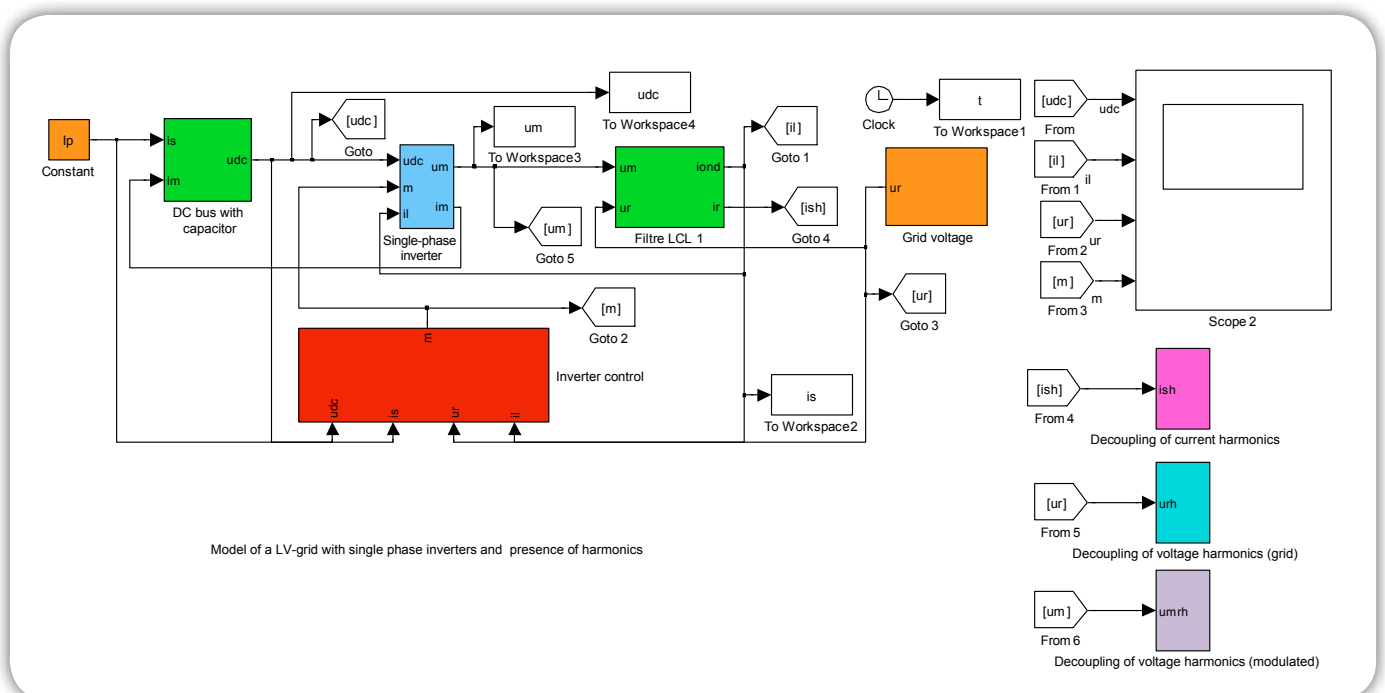 Ip
Constant
is
im
udc
DC bus with
capacitor
[udc]
Goto
udc
To Workspace4
um
To Workspace3
udc
m
il
um
im
Single-phase
inverter
[um]
Goto 5
um
ur
iond
ir
Filtre LCL 1
[il]
Goto 1
[ish]
Goto 4
Clock
t
To Workspace1
ur
Grid voltage
[ur]
Goto 3
[m]
Goto 2
m
udc
is
ur
il
Inverter control
is
To Workspace2
[udc]
From
udc
[il]
From 1
il
[ur]
From 2
ur
[m]
From 3
m
Scope 2
[ish]
From 4
ish
Decoupling of current harmonics
[ur]
From 5
urh
Decoupling of voltage harmonics (grid)
[um]
From 6
umrh
Decoupling of voltage harmonics (modulated)
Model of a LV-grid with single phase inverters and presence of harmonics